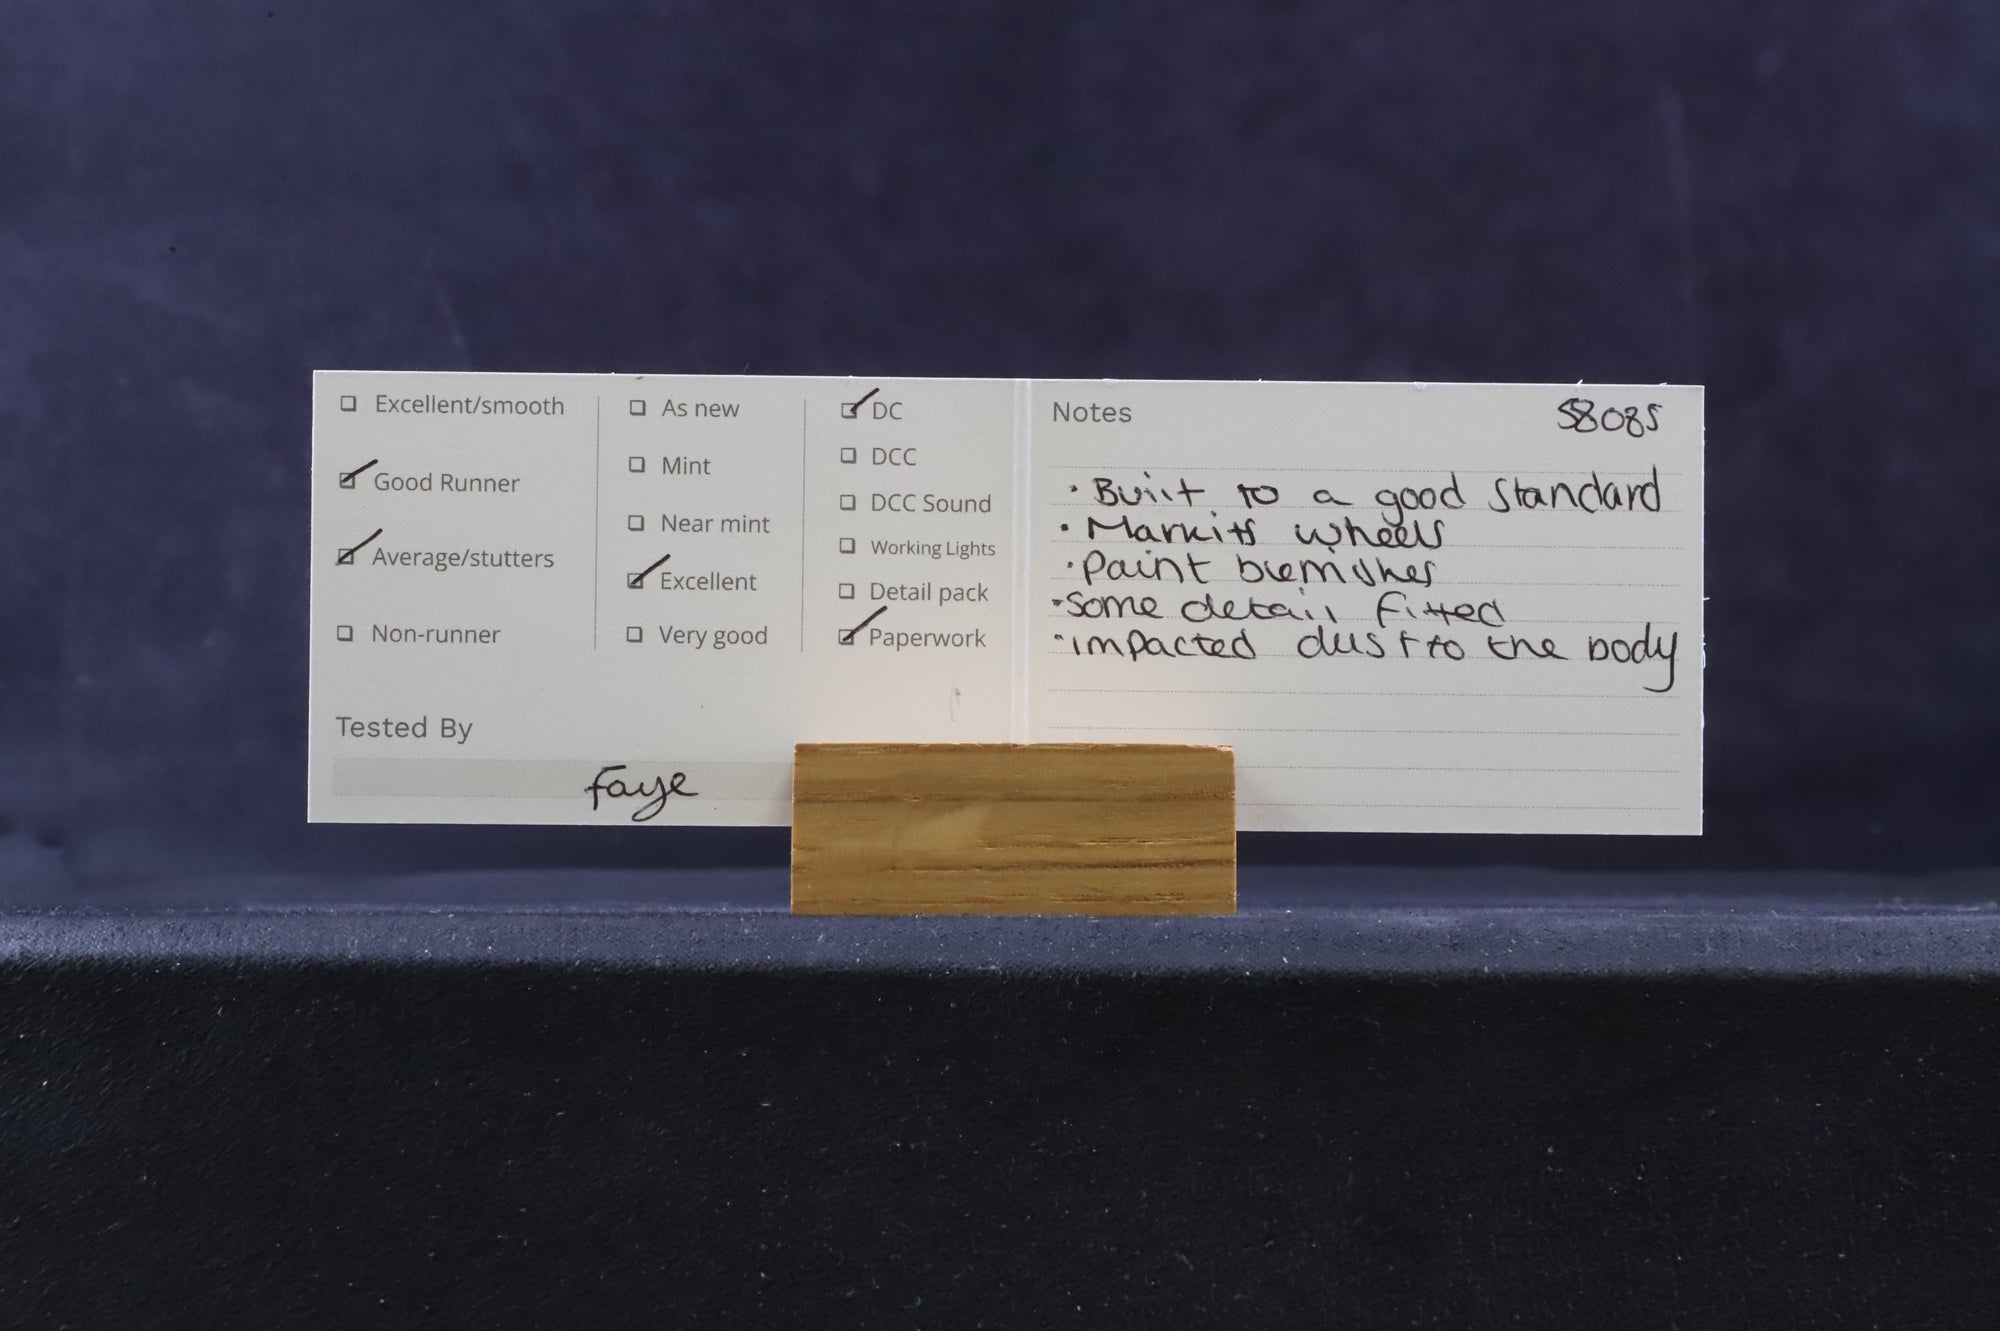 Excellent/smooth
Good Runner
Average/stutters
Non-runner
As new
Mint
Near mint
Excellent
Very good
DC
DCC
DCC Sound
Working Lights
Detail pack
Paperwork
Tested By
Faye
Notes
58085
• Built to a good standard
• Markits wheels
• Paint blemishes
• Some detail fitted
• impacted dust to the body